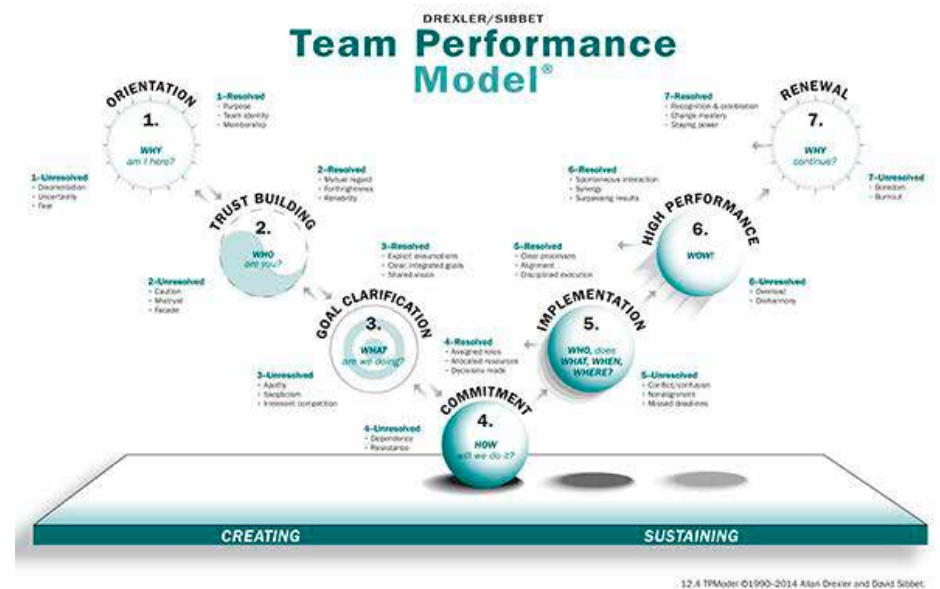 DREXLER/SIBBET
Team Performance
Model®
ORIENTATION
1.
WHY
am I here?
1–Resolved
• Purpose
• Team identity
• Membership
1–Unresolved
• Disorientation
• Uncertainty
• Fear
TRUST BUILDING
2.
WHO
are you?
2–Resolved
• Mutual regard
• Forthrightness
• Reliability
2–Unresolved
• Caution
• Mistrust
• Facade
GOAL CLARIFICATION
3.
WHAT
are we doing?
3–Resolved
• Explicit assumptions
• Clear, integrated goals
• Shared vision
3–Unresolved
• Apathy
• Skepticism
• Irrelevant competition
COMMITMENT
4.
HOW
will we do it?
4–Resolved
• Assigned roles
• Allocated resources
• Decisions made
4–Unresolved
• Dependence
• Resistance
IMPLEMENTATION
5.
WHO, does
WHAT, WHEN,
WHERE?
5–Resolved
• Clear processes
• Alignment
• Disciplined execution
5–Unresolved
• Conflict/confusion
• Nonalignment
• Missed deadlines
HIGH PERFORMANCE
6.
WOW!
6–Resolved
• Spontaneous interaction
• Synergy
• Surpassing results
6–Unresolved
• Overload
• Disharmony
RENEWAL
7.
WHY
continue?
7–Resolved
• Recognition & celebration
• Change mastery
• Staying power
7–Unresolved
• Boredom
• Burnout
CREATING
SUSTAINING
12.4 TPModel ©1990–2014 Allan Drexler and David Sibbet.